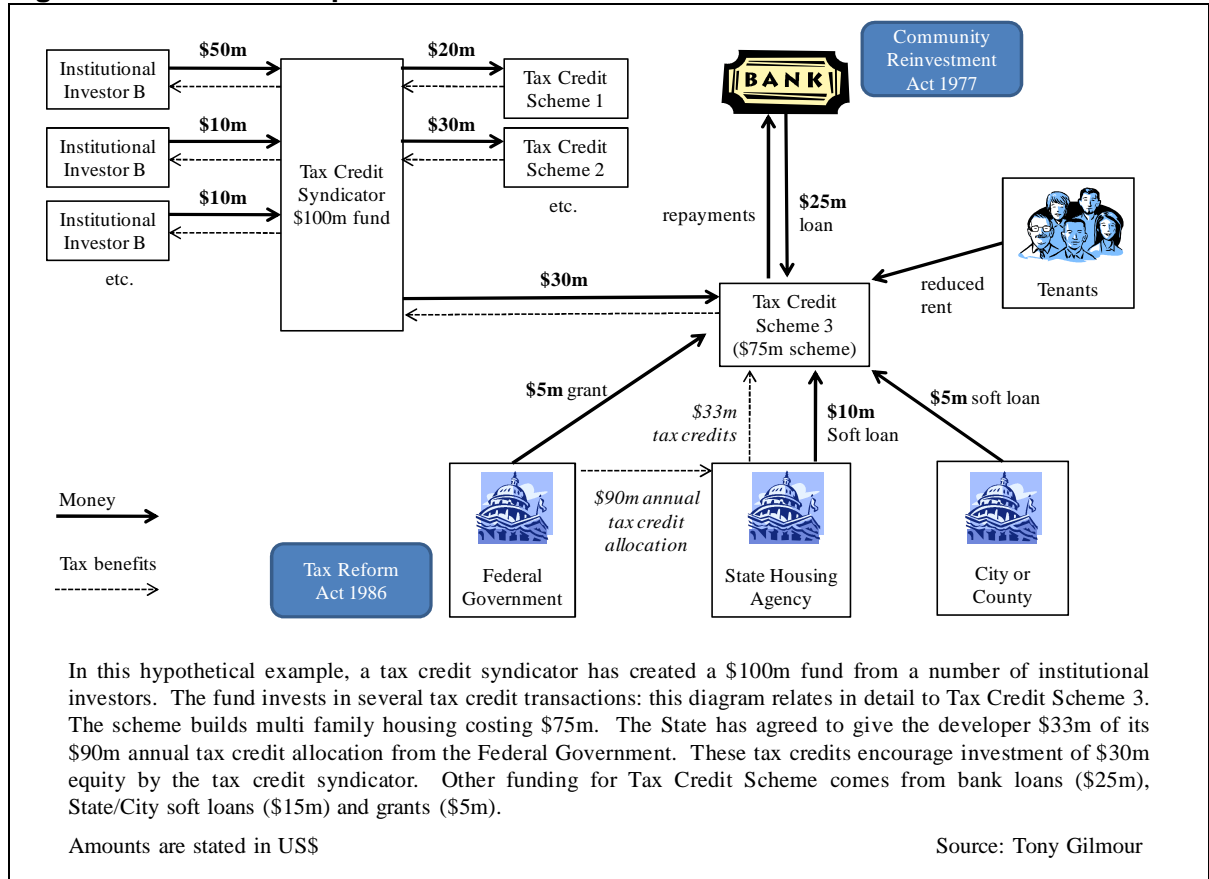 $50m
Institutional
Investor B
$10m
Institutional
Investor B
$10m
Institutional
Investor B
etc.
Tax Credit
Syndicator
$100m fund
$20m
Tax Credit
Scheme 1
$30m
Tax Credit
Scheme 2
etc.
BANK
Community
Reinvestment
Act 1977
repayments
$25m
loan
Tenants
reduced
rent
$30m
Tax Credit
Scheme 3
($75m scheme)
$5m grant
$33m
tax credits
$10m
Soft loan
$5m soft loan
Money
Tax benefits
Tax Reform
Act 1986
Federal
Government
$90m annual
tax credit
allocation
State Housing
Agency
City or
County
In this hypothetical example, a tax credit syndicator has created a $100m fund from a number of institutional
investors. The fund invests in several tax credit transactions: this diagram relates in detail to Tax Credit Scheme 3.
The scheme builds multi family housing costing $75m. The State has agreed to give the developer $33m of its
$90m annual tax credit allocation from the Federal Government. These tax credits encourage investment of $30m
equity by the tax credit syndicator. Other funding for Tax Credit Scheme comes from bank loans ($25m),
State/City soft loans ($15m) and grants ($5m).
Amounts are stated in US$
Source: Tony Gilmour